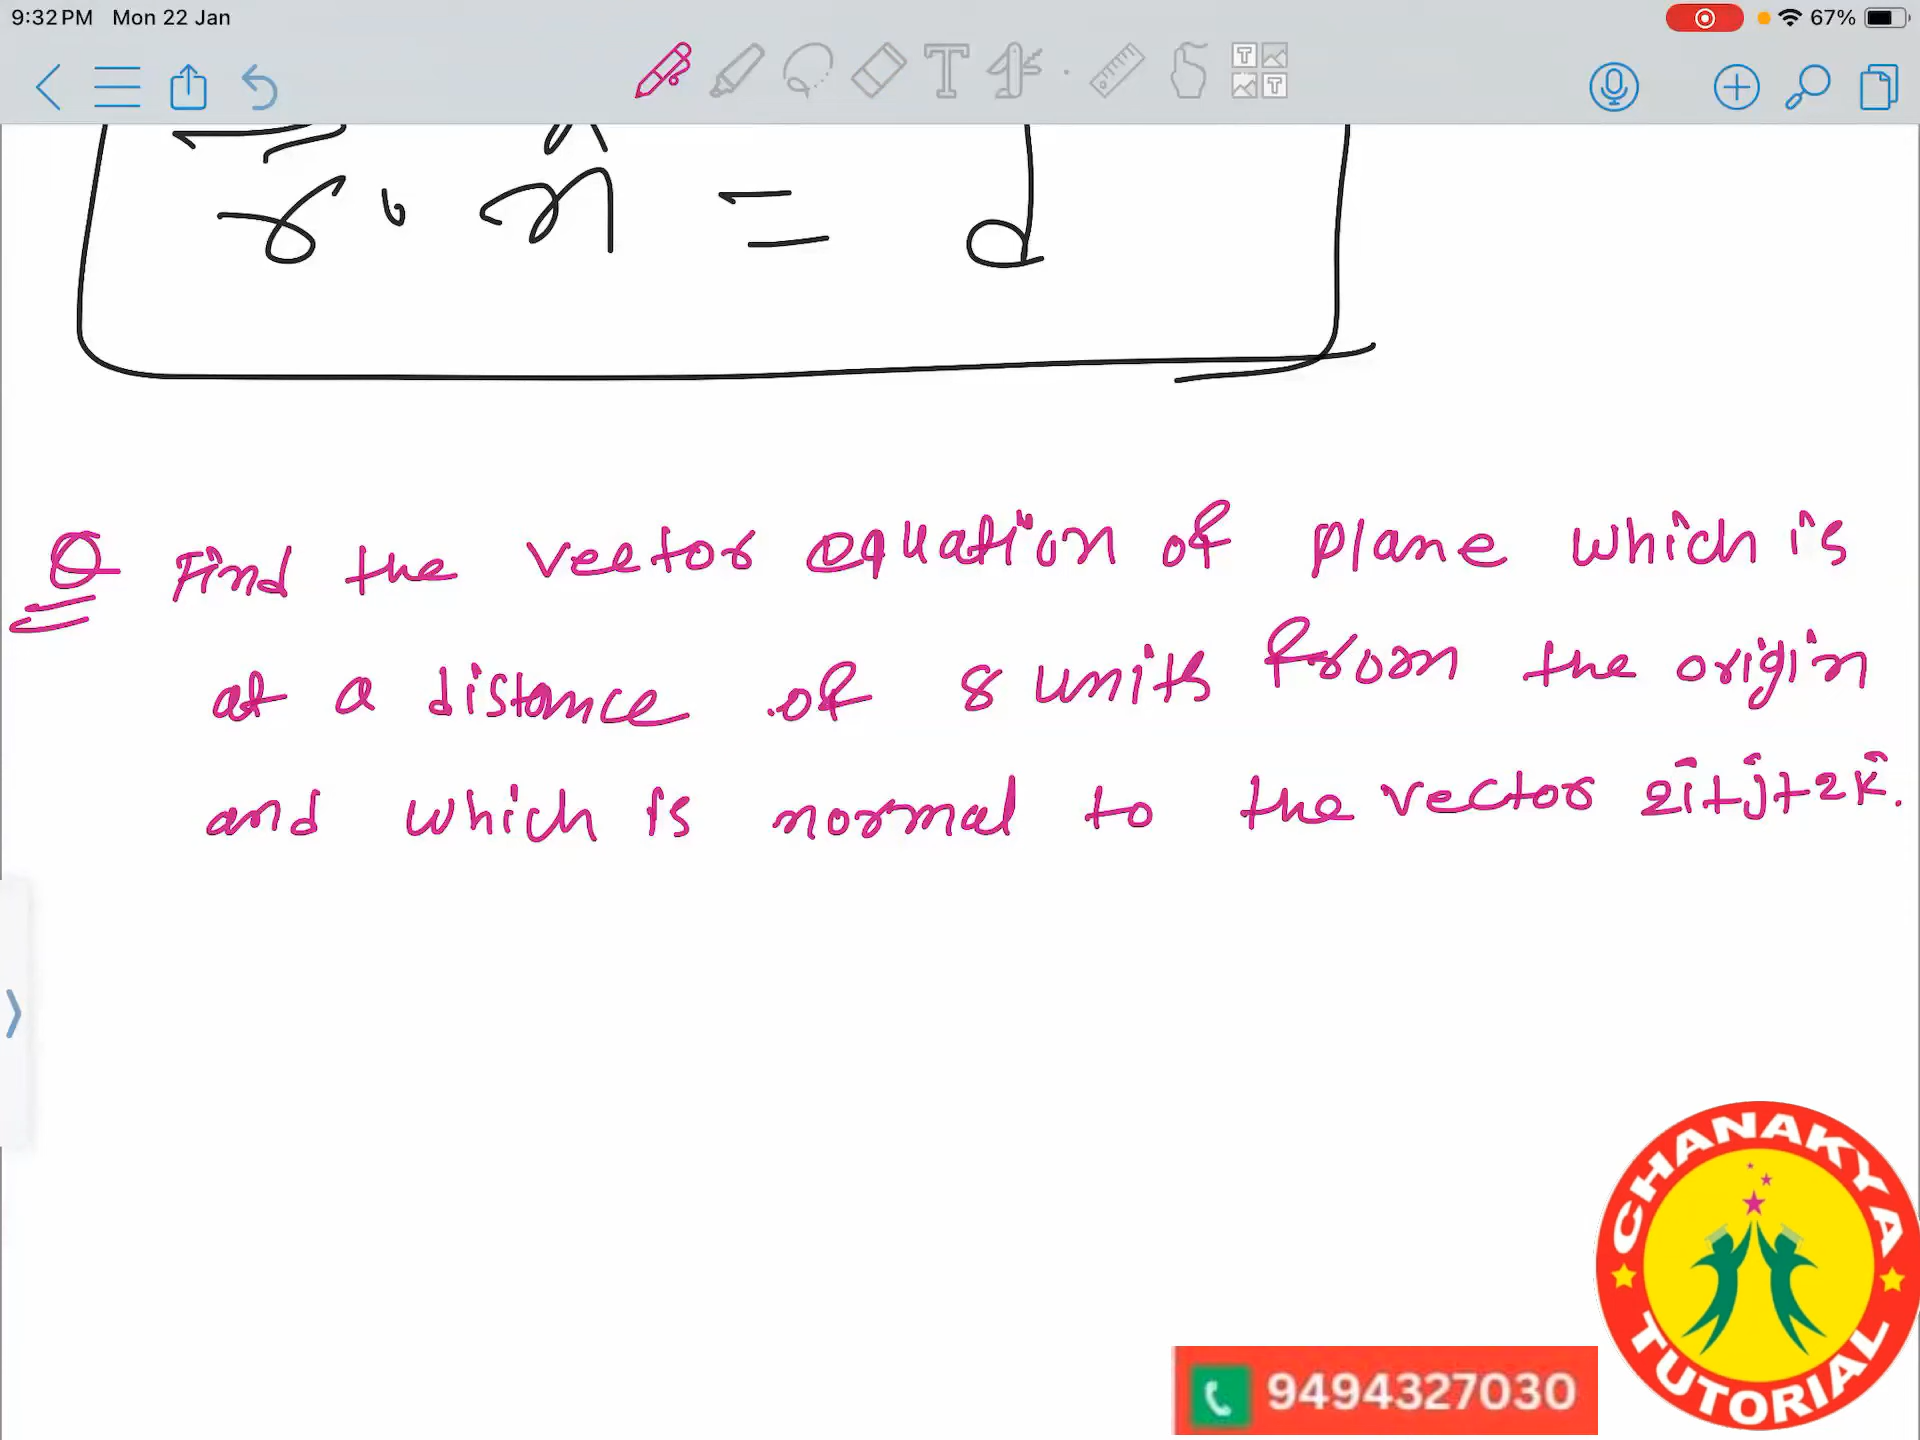 9:32 PM Mon 22 Jan
67%
r · n̂ = d
Q Find the vector equation of plane which is
at a distance of 8 units from the origin
and which is normal to the vector 2î+ĵ+2k̂.
CHANAKYA
TUTORIAL
9494327030